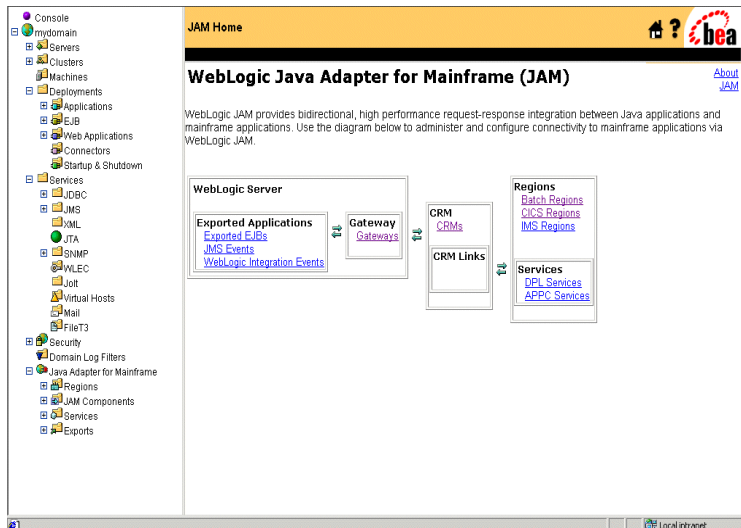 Console
mydomain
Servers
Clusters
Machines
Deployments
Applications
EJB
Web Applications
Connectors
Startup & Shutdown
Services
JDBC
JMS
XML
JTA
SNMP
WLEC
Jolt
Virtual Hosts
Mail
FileT3
Security
Domain Log Filters
Java Adapter for Mainframe
Regions
JAM Components
Services
Exports
JAM Home
?
bea
WebLogic Java Adapter for Mainframe (JAM)
About
JAM
WebLogic JAM provides bidirectional, high performance request-response integration between Java applications and
mainframe applications. Use the diagram below to administer and configure connectivity to mainframe applications via
WebLogic JAM.
WebLogic Server
Exported Applications
Exported EJBs
JMS Events
WebLogic Integration Events
Gateway
Gateways
CRM
CRMs
CRM Links
Regions
Batch Regions
CICS Regions
IMS Regions
Services
DPL Services
APPC Services
Local intranet